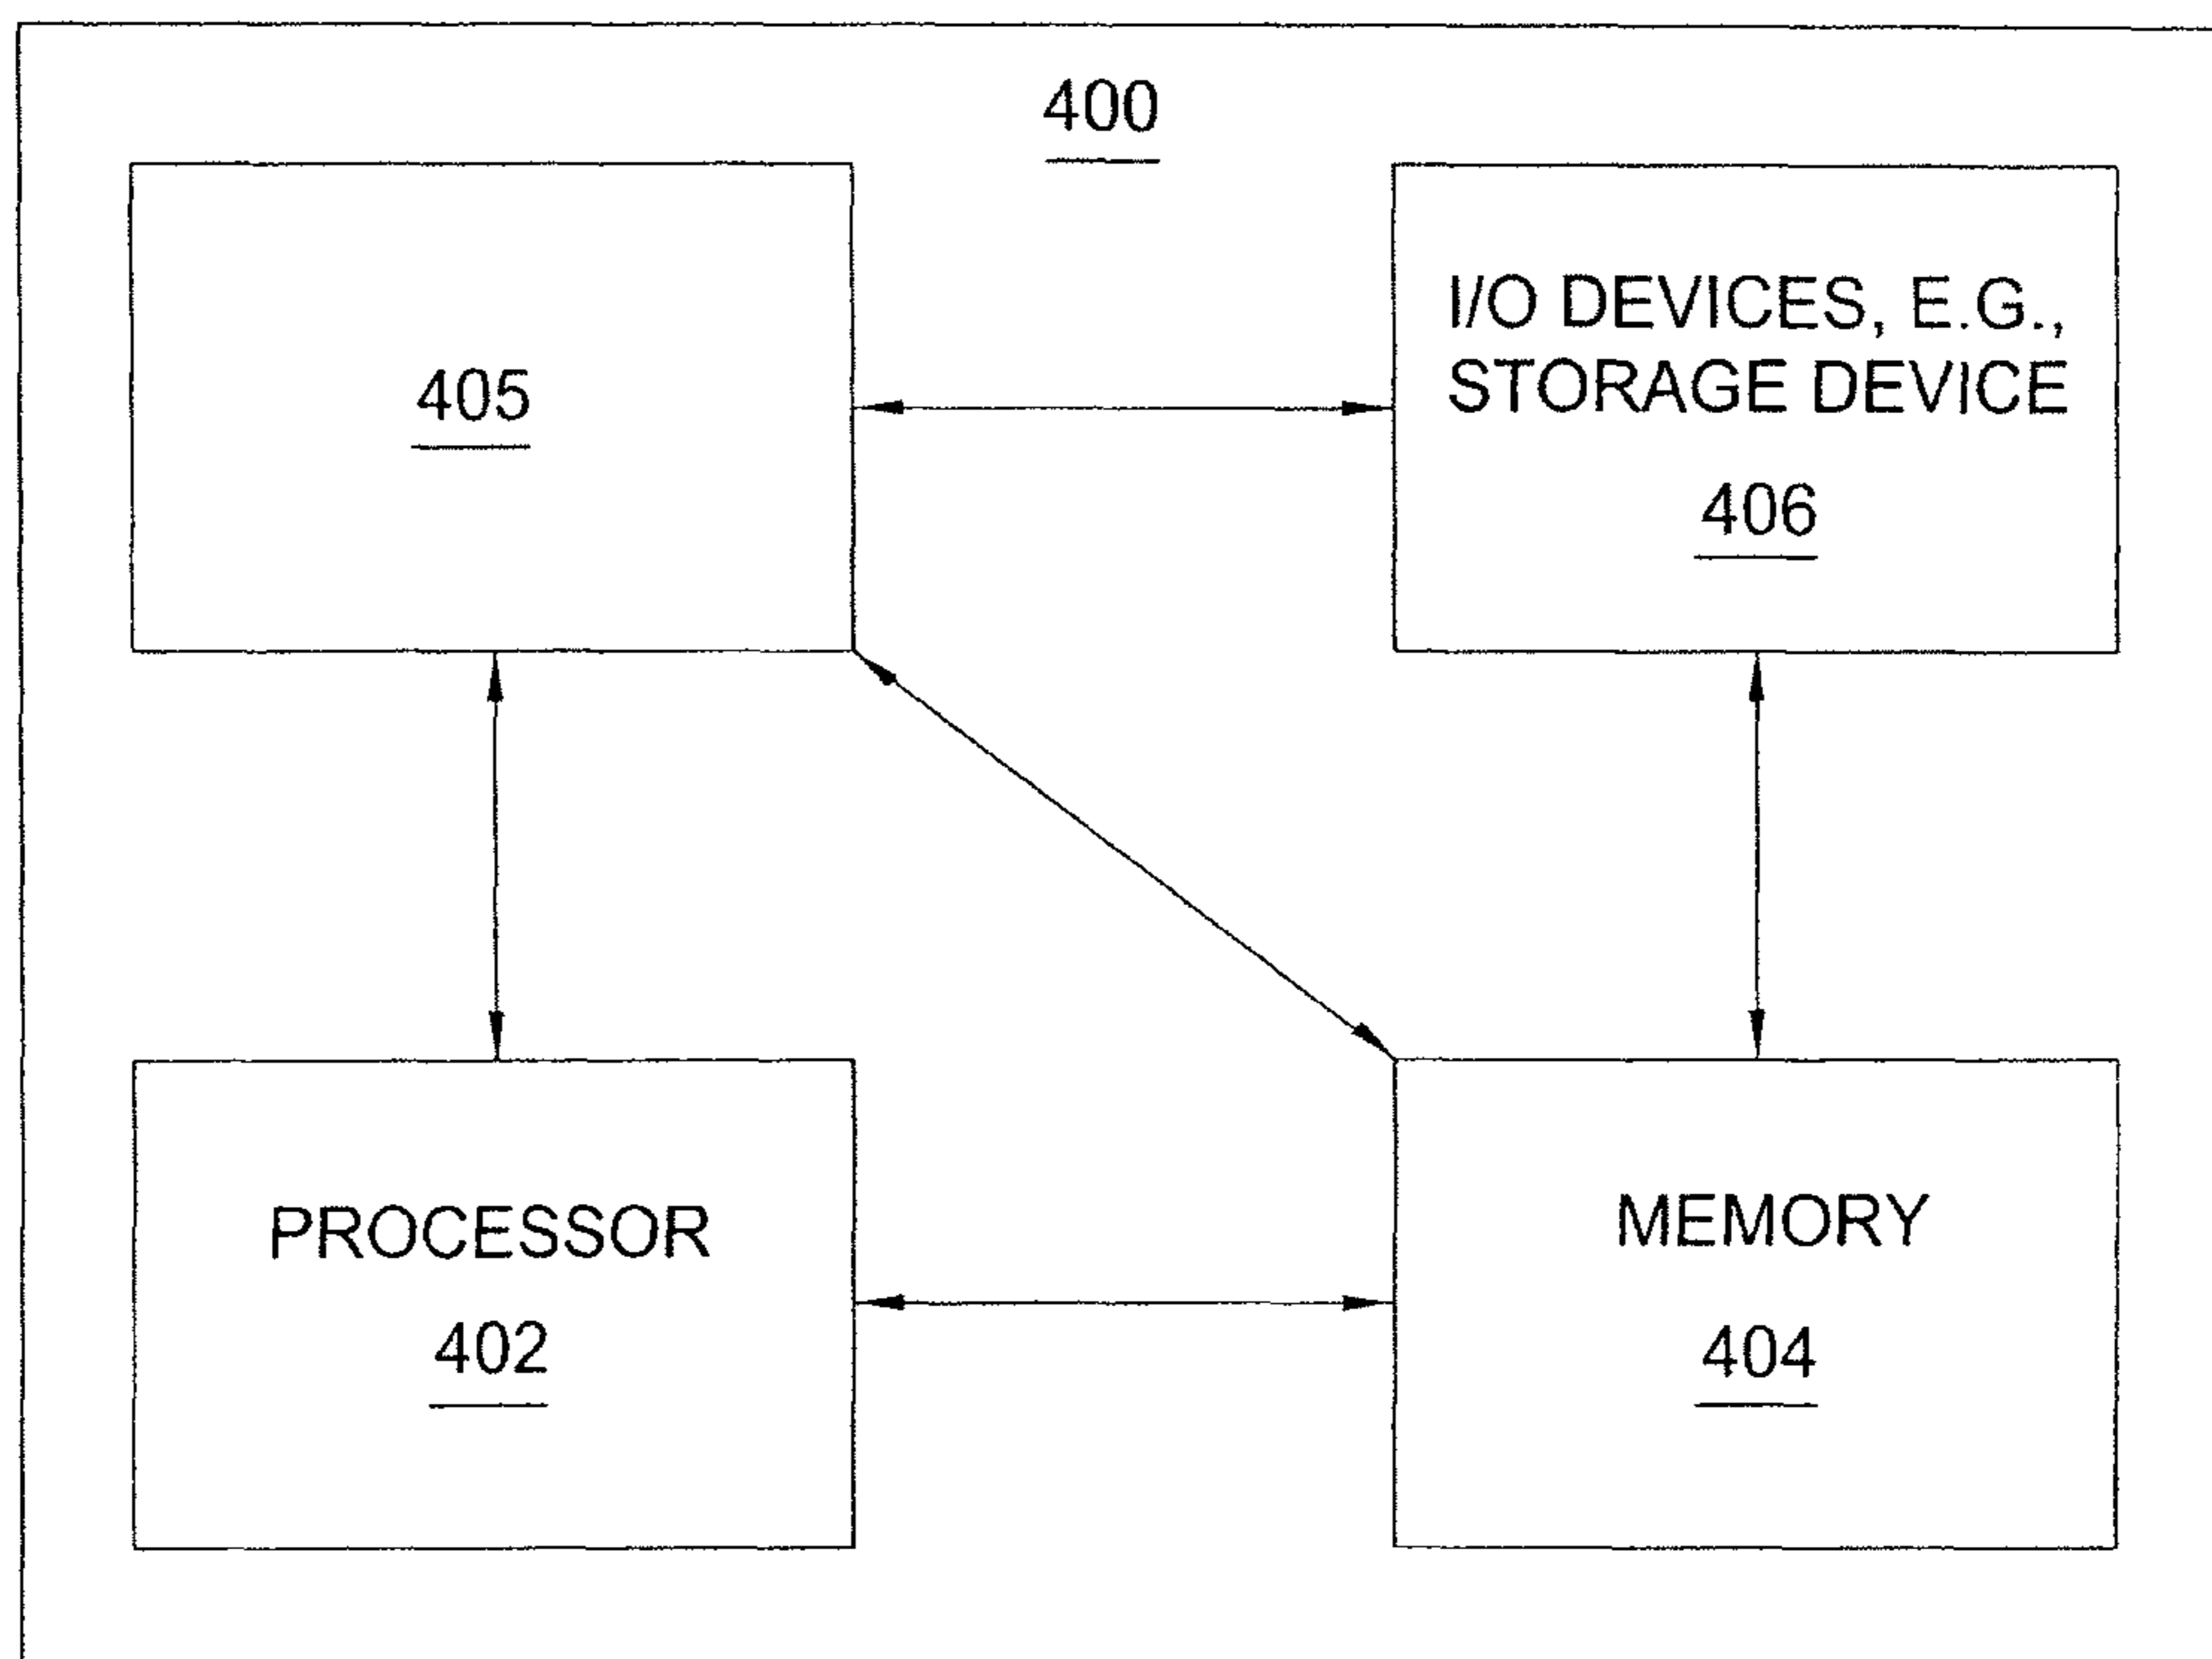 400
405
I/O DEVICES, E.G.,
STORAGE DEVICE
406
PROCESSOR
402
MEMORY
404